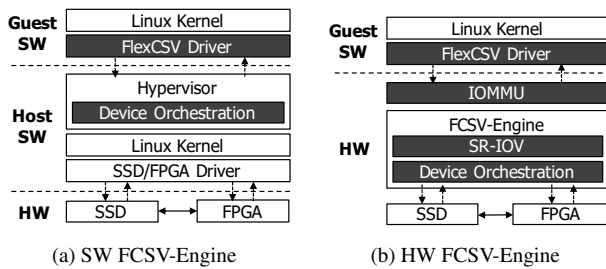 Guest
SW
Linux Kernel
FlexCSV Driver
Host
SW
Hypervisor
Device Orchestration
Linux Kernel
SSD/FPGA Driver
HW
SSD
FPGA
(a) SW FCSV-Engine
Guest
SW
Linux Kernel
FlexCSV Driver
IOMMU
HW
FCSV-Engine
SR-IOV
Device Orchestration
SSD
FPGA
(b) HW FCSV-Engine